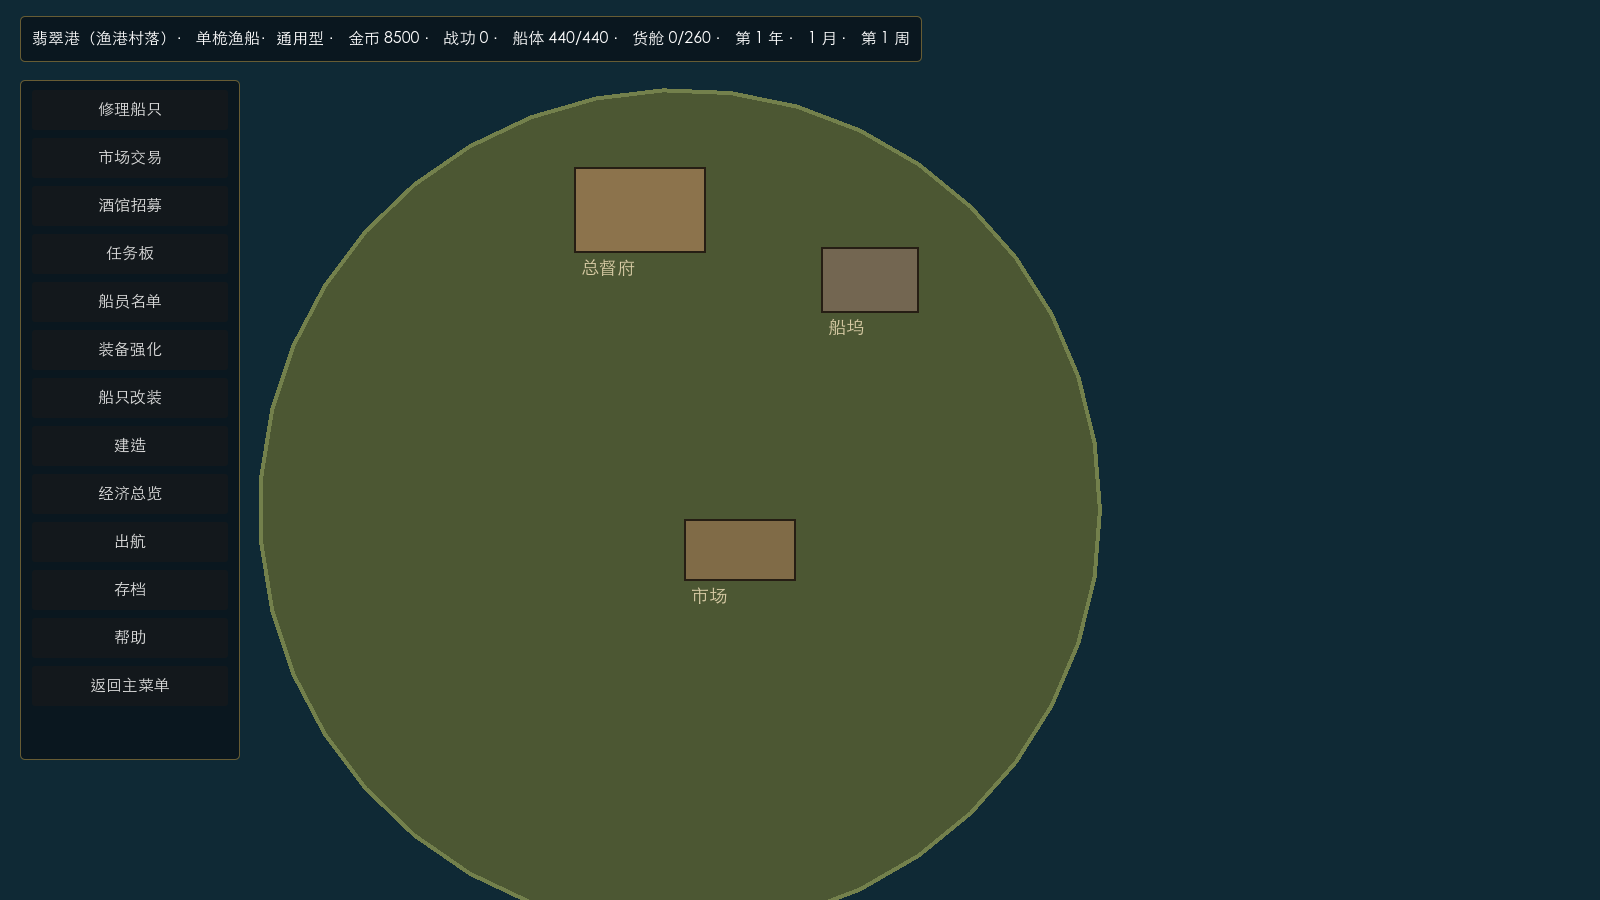 翡翠港（渔港村落）· 单桅渔船· 通用型 · 金币 8500 · 战功 0 · 船体 440/440 · 货舱 0/260 · 第 1 年 · 1 月 · 第 1 周
修理船只
市场交易
酒馆招募
任务板
船员名单
装备强化
船只改装
建造
经济总览
出航
存档
帮助
返回主菜单
总督府
船坞
市场